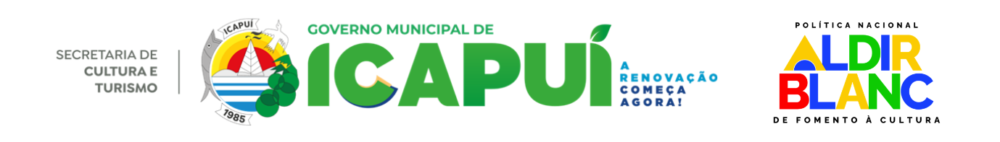 SECRETARIA DE
CULTURA E
TURISMO
ICAPUÍ
1985
GOVERNO MUNICIPAL DE
ICAPUÍ
A
RENOVAÇÃO
COMEÇA
AGORA!
POLÍTICA NACIONAL
ALDIR
BLANC
DE FOMENTO À CULTURA